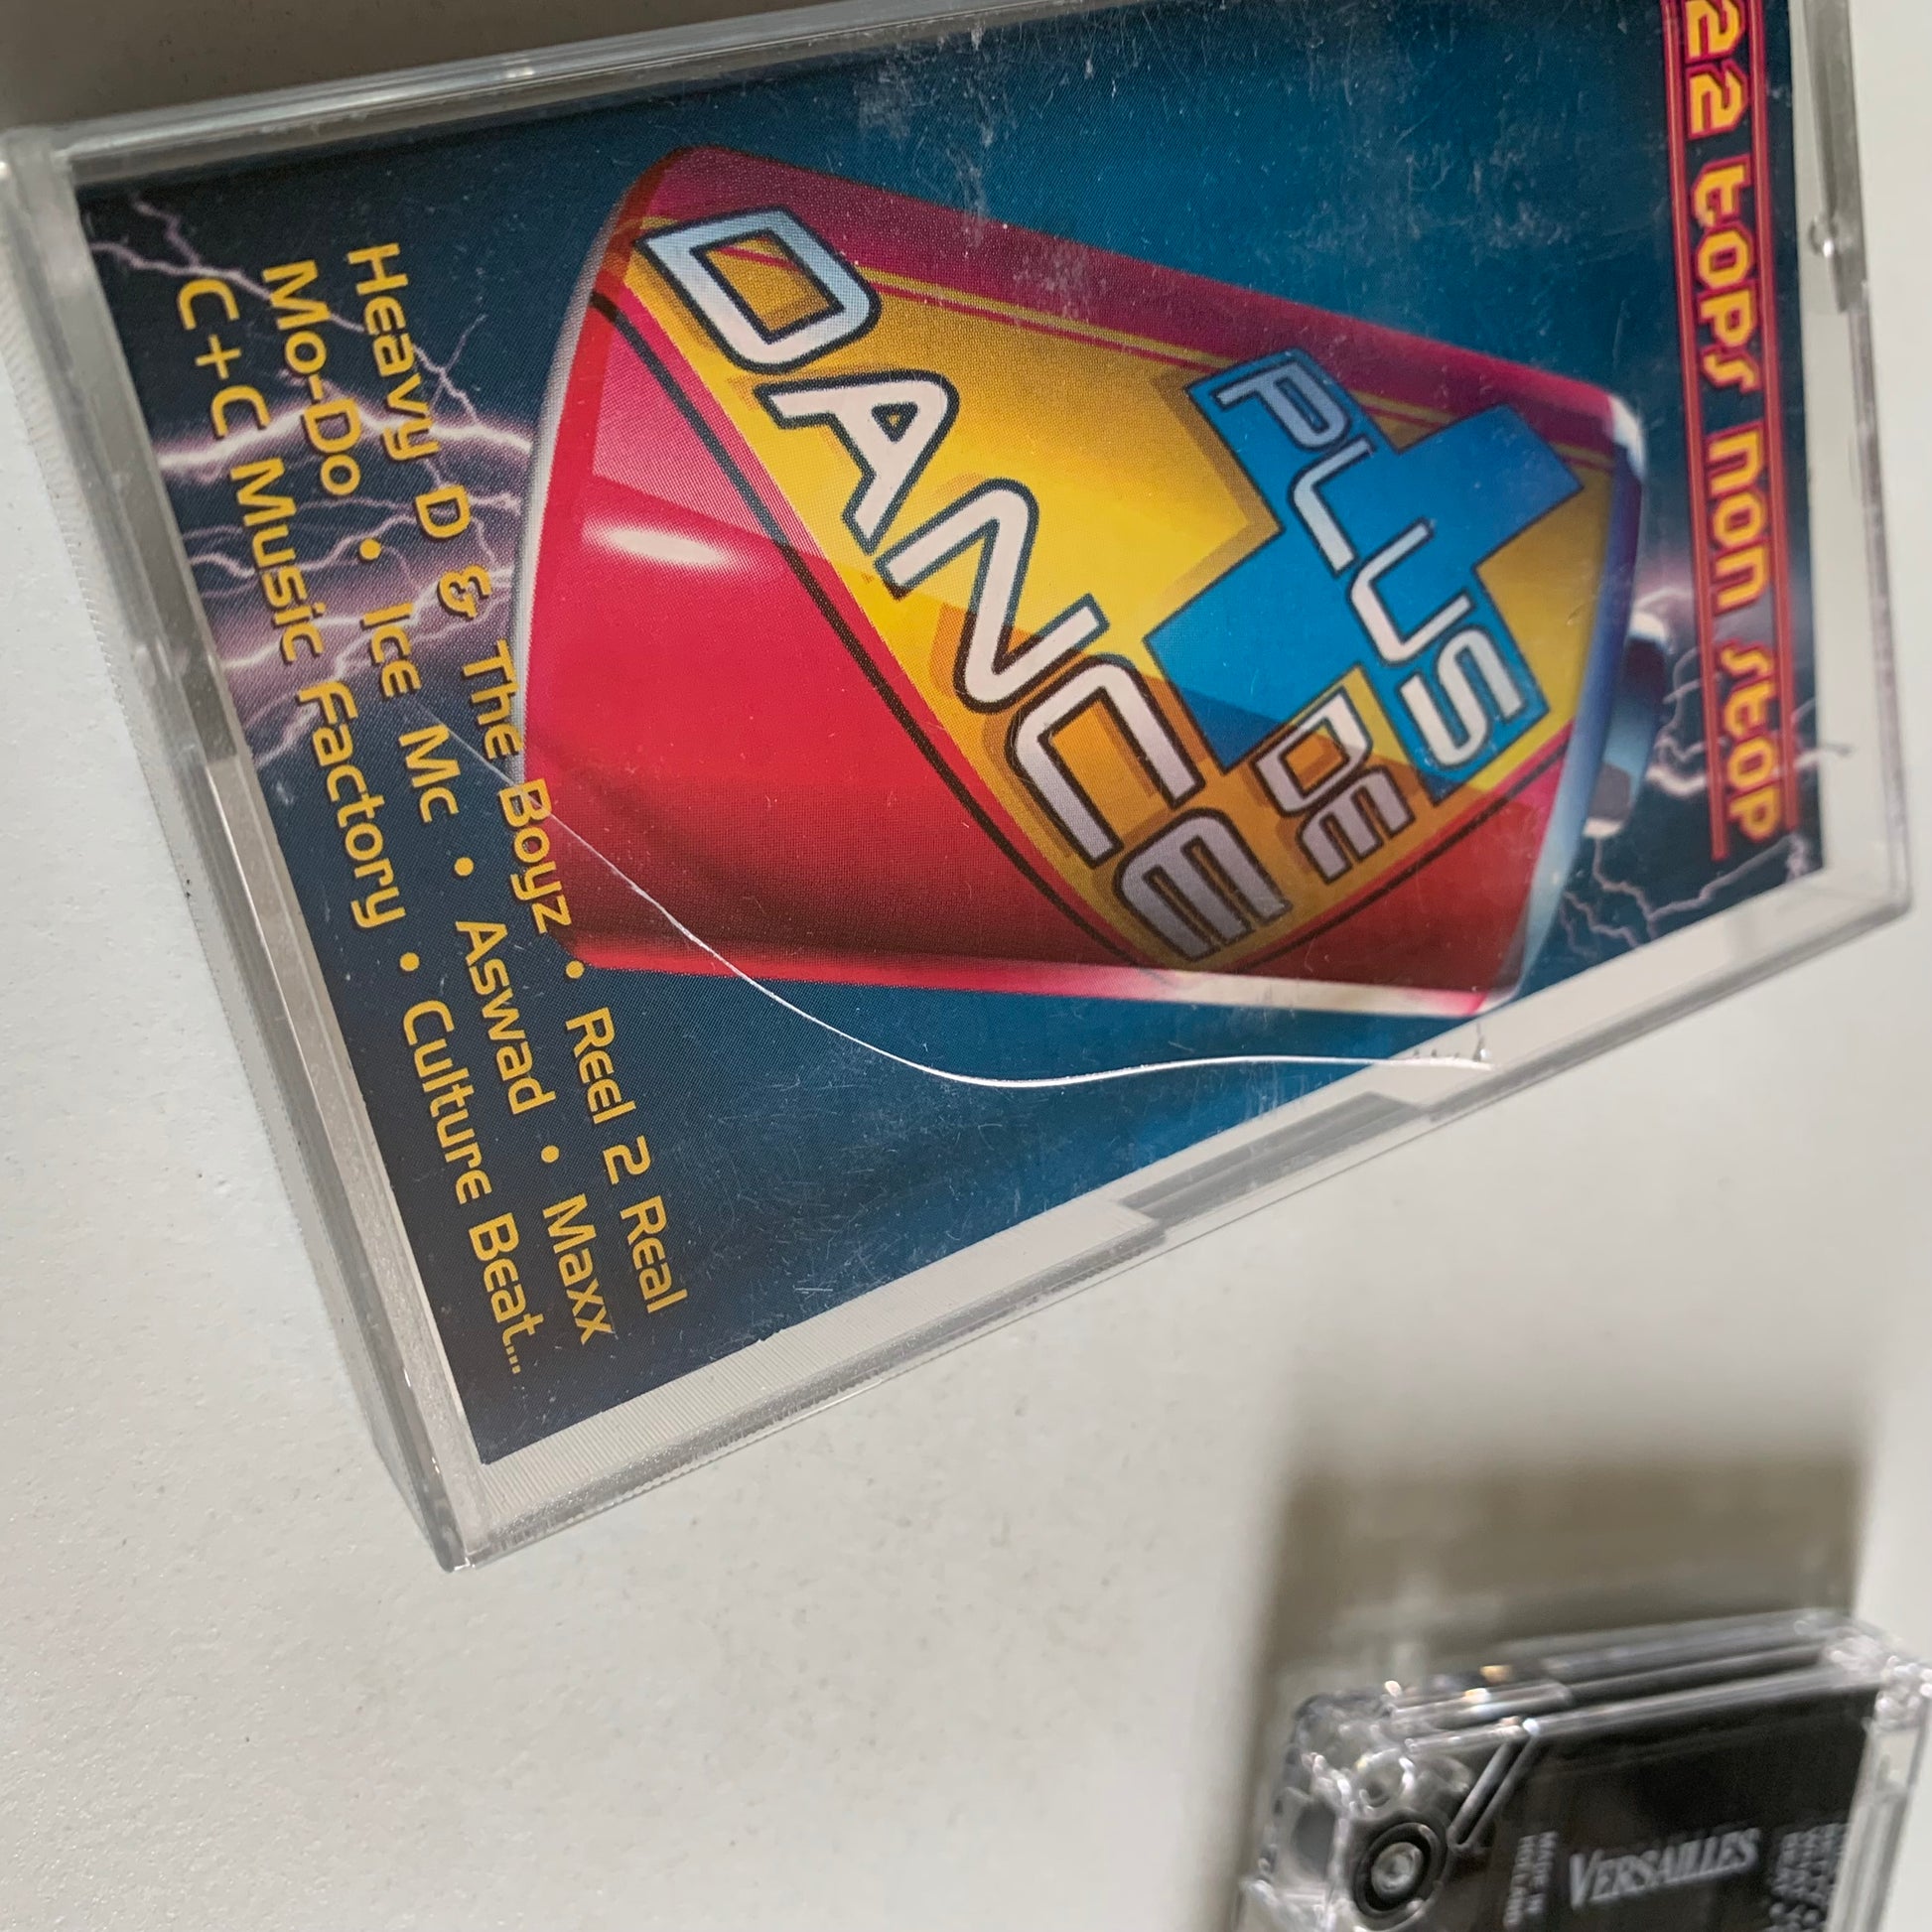 22 tops non stop
PLUS
DE
DANCE
Heavy D & The Boyz • Reel 2 Real
Mo-Do • Ice Mc • Aswad • Maxx
C+C Music Factory • Culture Beat...
VERSAILLES